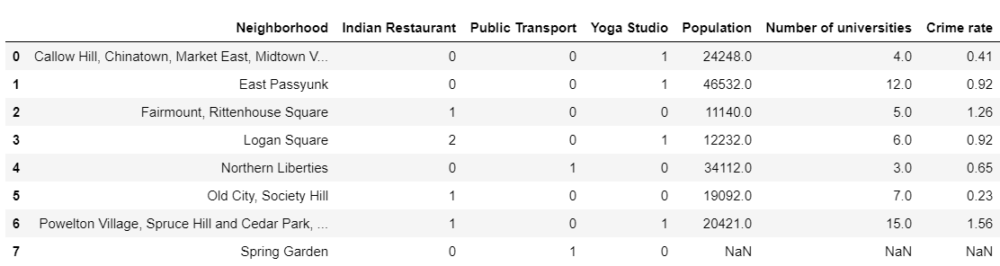 Neighborhood Indian Restaurant Public Transport Yoga Studio Population Number of universities Crime rate
0 Callow Hill, Chinatown, Market East, Midtown V... 0 0 1 24248.0 4.0 0.41
1 East Passyunk 0 0 1 46532.0 12.0 0.92
2 Fairmount, Rittenhouse Square 1 0 0 11140.0 5.0 1.26
3 Logan Square 2 0 1 12232.0 6.0 0.92
4 Northern Liberties 0 1 0 34112.0 3.0 0.65
5 Old City, Society Hill 1 0 0 19092.0 7.0 0.23
6 Powelton Village, Spruce Hill and Cedar Park, ... 1 0 1 20421.0 15.0 1.56
7 Spring Garden 0 1 0 NaN NaN NaN